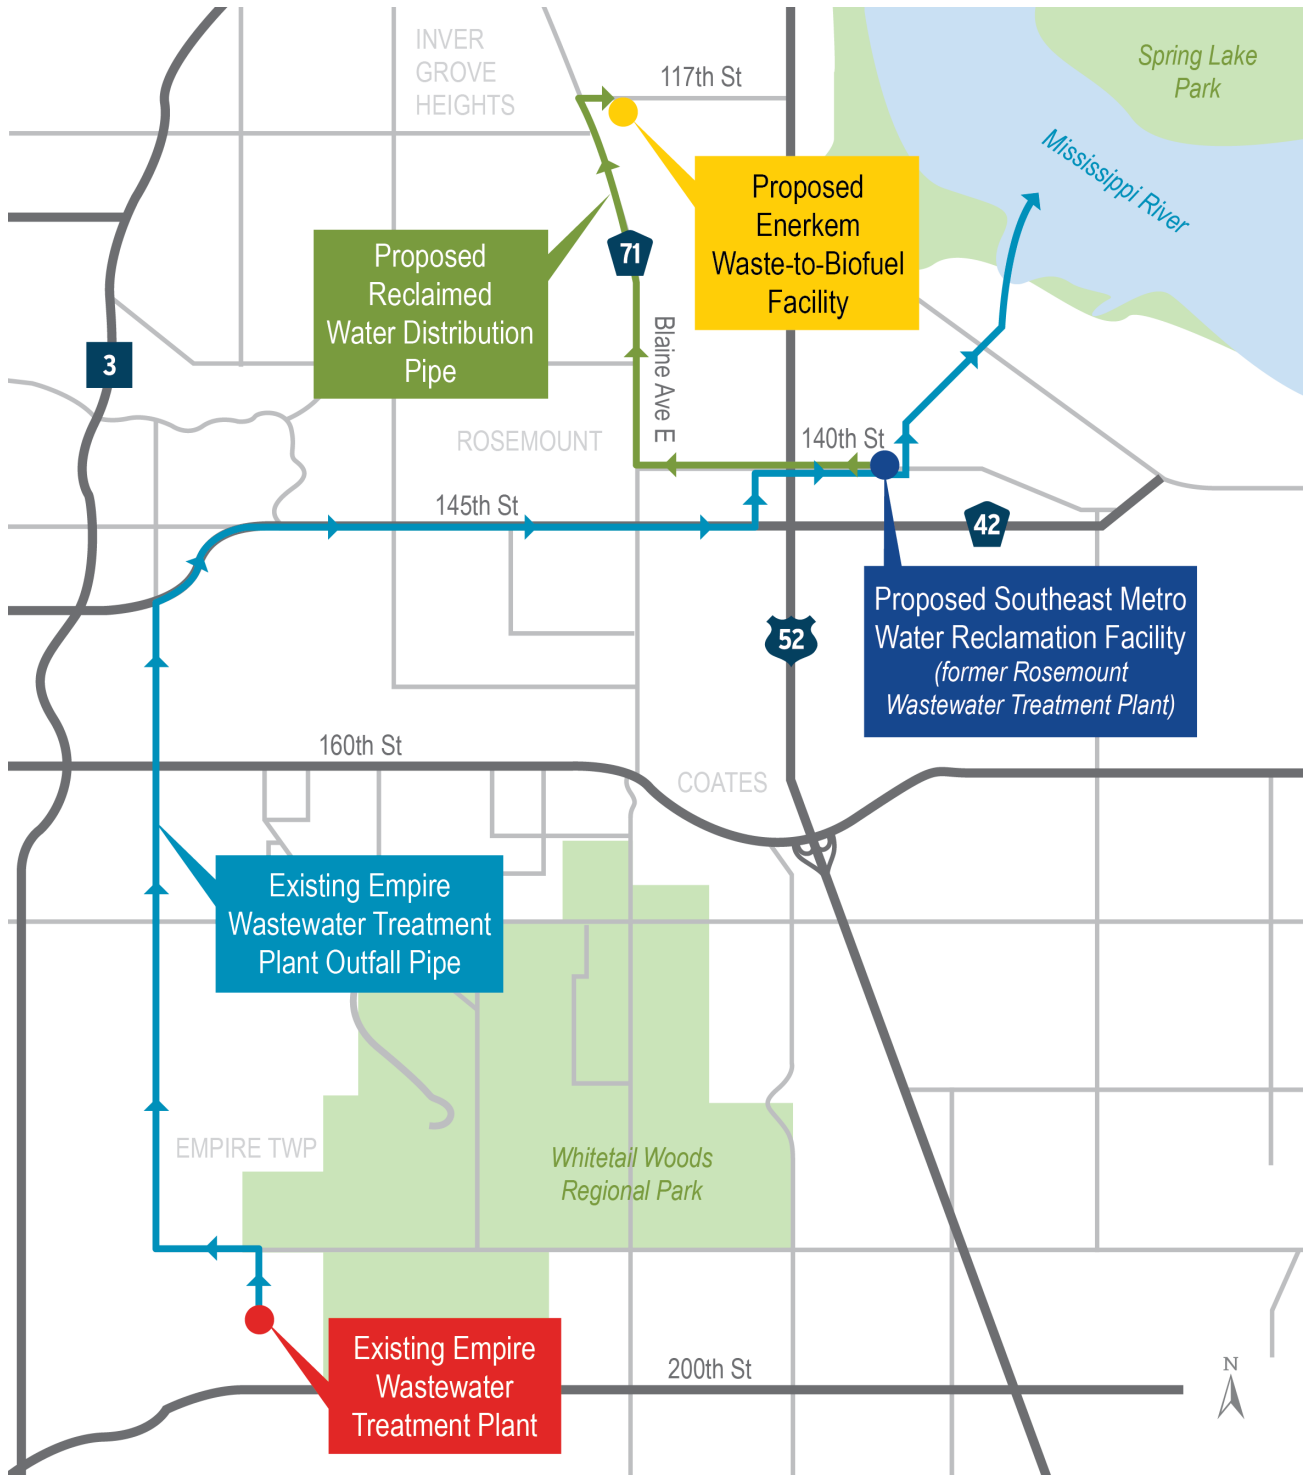 INVER
GROVE
HEIGHTS
117th St
Spring Lake
Park
Mississippi River
Proposed
Enerkem
Waste-to-Biofuel
Facility
Proposed
Reclaimed
Water Distribution
Pipe
71
Blaine Ave E
3
ROSEMOUNT
140th St
145th St
42
Proposed Southeast Metro
Water Reclamation Facility
(former Rosemount
Wastewater Treatment Plant)
52
160th St
COATES
Existing Empire
Wastewater Treatment
Plant Outfall Pipe
EMPIRE TWP
Whitetail Woods
Regional Park
Existing Empire
Wastewater
Treatment Plant
200th St
N